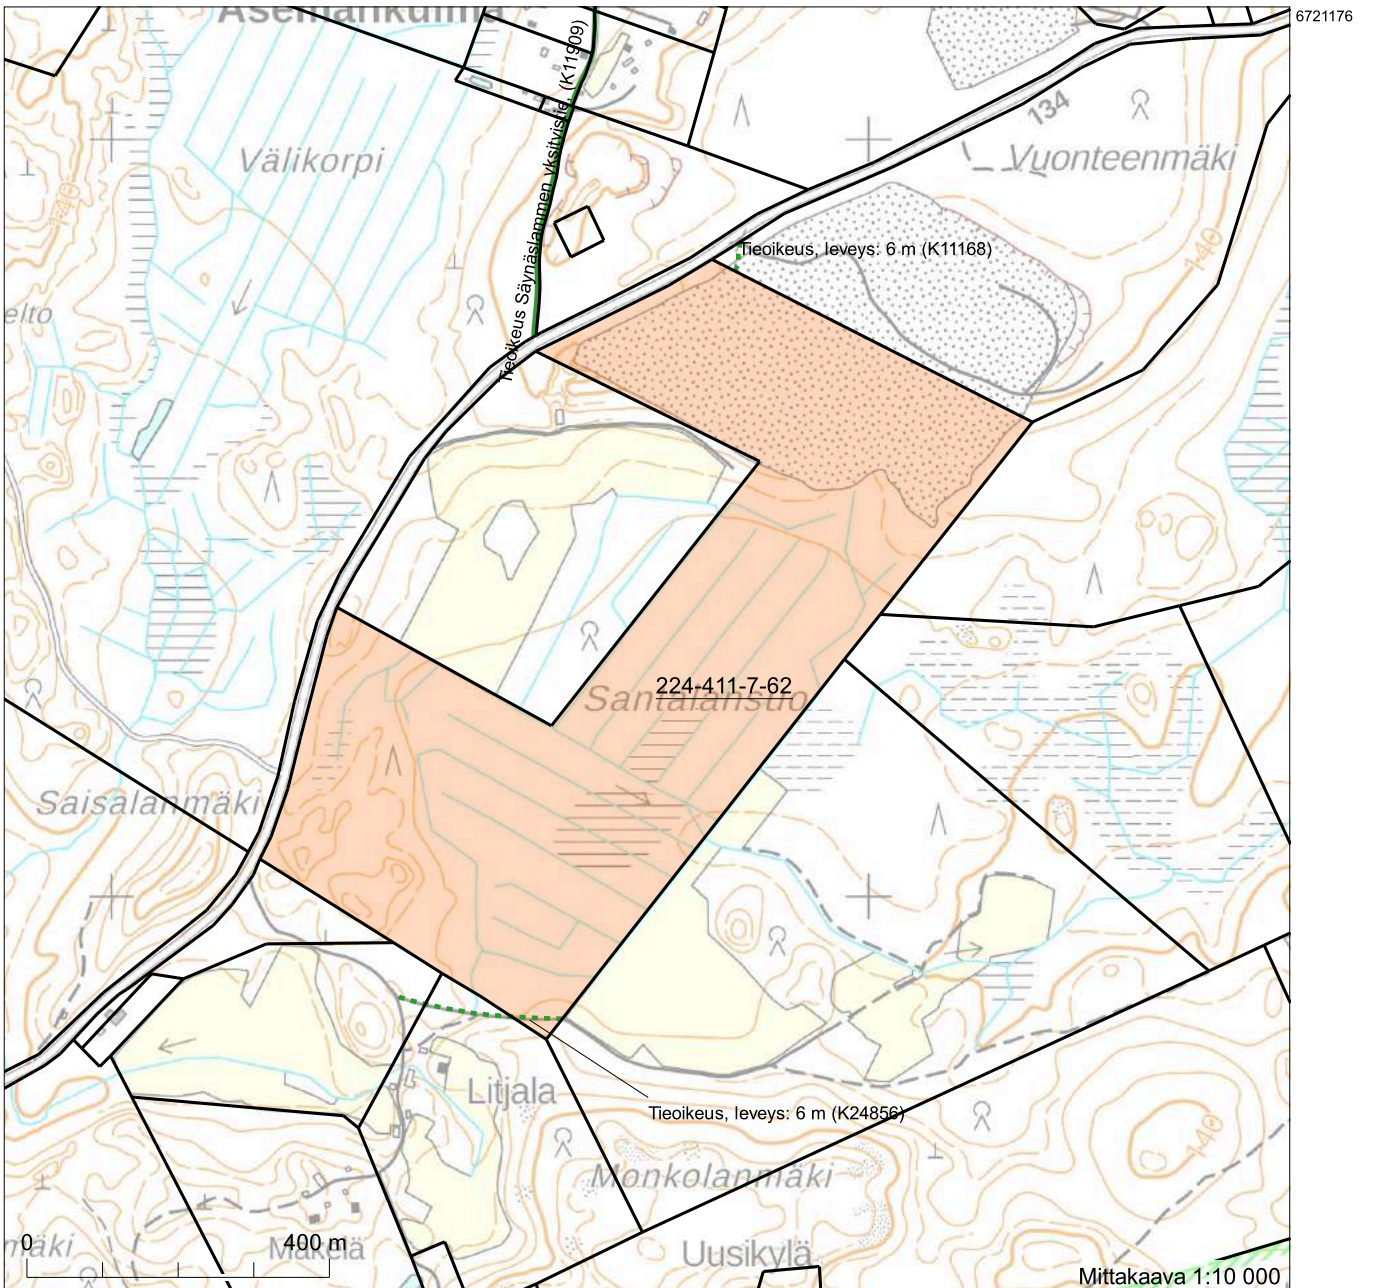 6721176
Asemankulma
Tieoikeus Säynäslammen yksityistie, (K11909)
134
Välikorpi
Vuonteenmäki
140
140
Tieoikeus, leveys: 6 m (K11168)
elto
224-411-7-62
Santalansuo
Saisalanmäki
Litjala
Tieoikeus, leveys: 6 m (K24856)
140
Monkolanmäki
0
400 m
mäki
Mäkelä
Uusikylä
Mittakaava 1:10 000